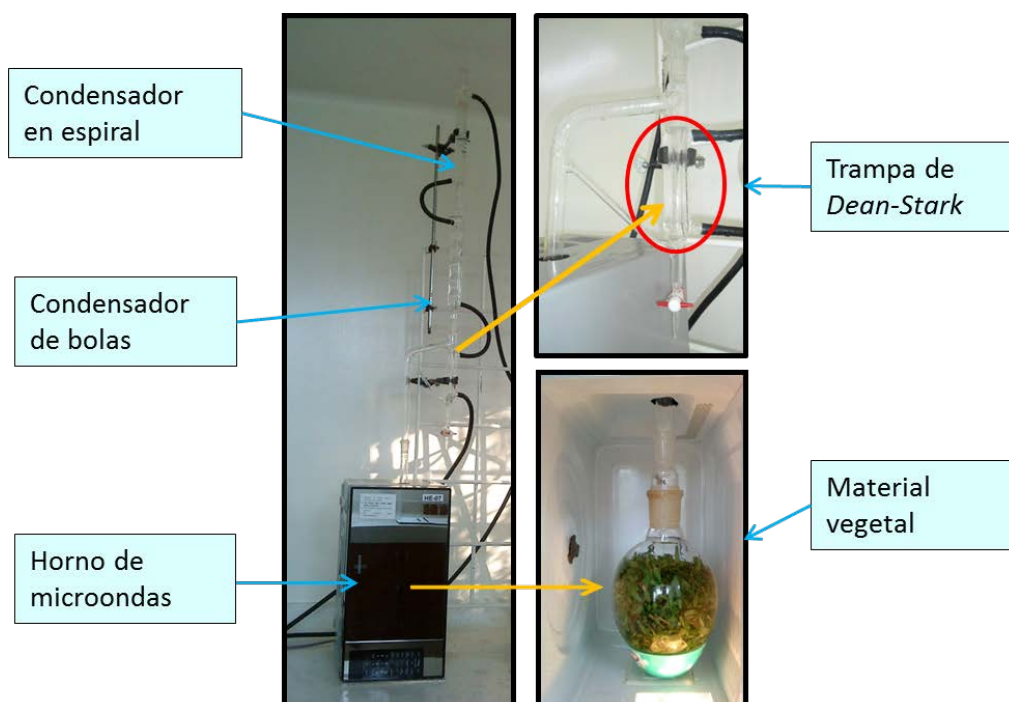 Condensador
en espiral
Condensador
de bolas
Horno de
microondas
HE-07
Trampa de
Dean-Stark
Material
vegetal